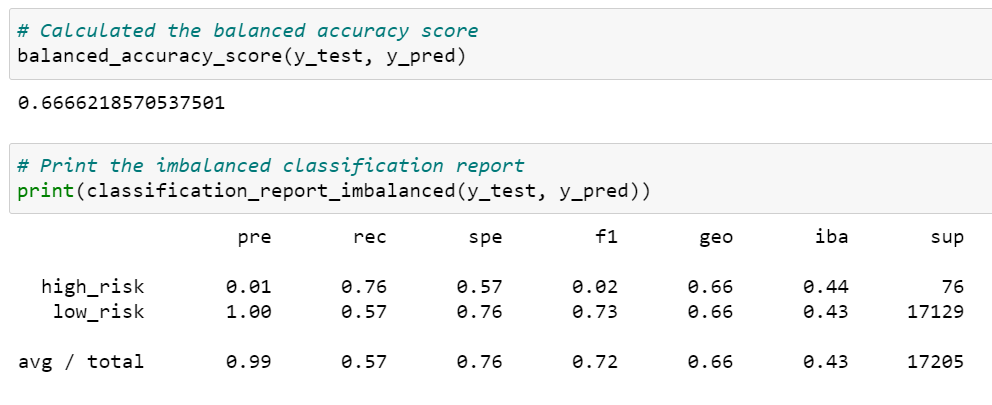 # Calculated the balanced accuracy score
balanced_accuracy_score(y_test, y_pred)
0.6666218570537501
# Print the imbalanced classification report
print(classification_report_imbalanced(y_test, y_pred))
pre rec spe f1 geo iba sup
high_risk 0.01 0.76 0.57 0.02 0.66 0.44 76
low_risk 1.00 0.57 0.76 0.73 0.66 0.43 17129
avg / total 0.99 0.57 0.76 0.72 0.66 0.43 17205